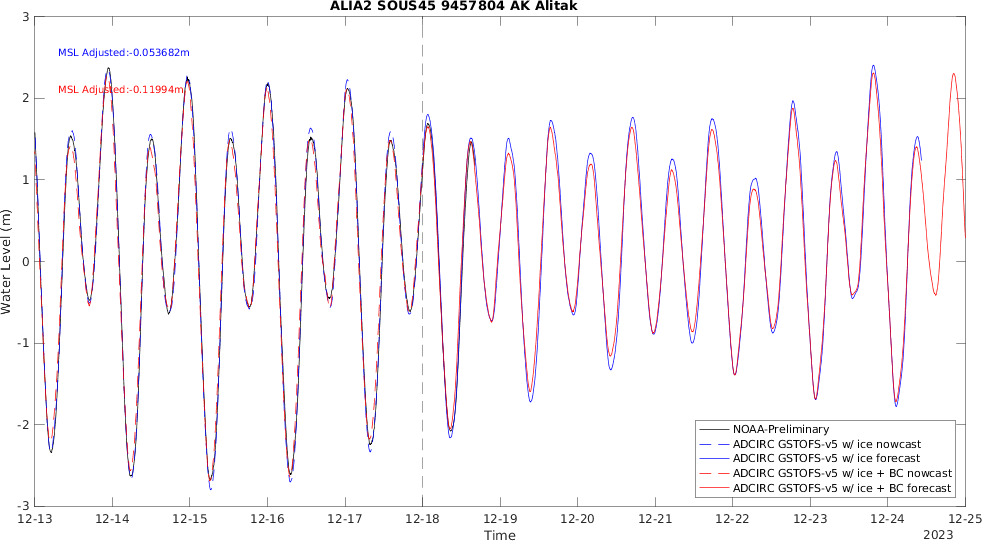 ALIA2 SOUS45 9457804 AK Alitak
MSL Adjusted:-0.053682m
MSL Adjusted:-0.11994m
Water Level (m)
3
2
1
0
-1
-2
-3
NOAA-Preliminary
ADCIRC GSTOFS-v5 w/ ice nowcast
ADCIRC GSTOFS-v5 w/ ice forecast
ADCIRC GSTOFS-v5 w/ ice + BC nowcast
ADCIRC GSTOFS-v5 w/ ice + BC forecast
12-13 12-14 12-15 12-16 12-17 12-18 12-19 12-20 12-21 12-22 12-23 12-24 12-25
Time
2023